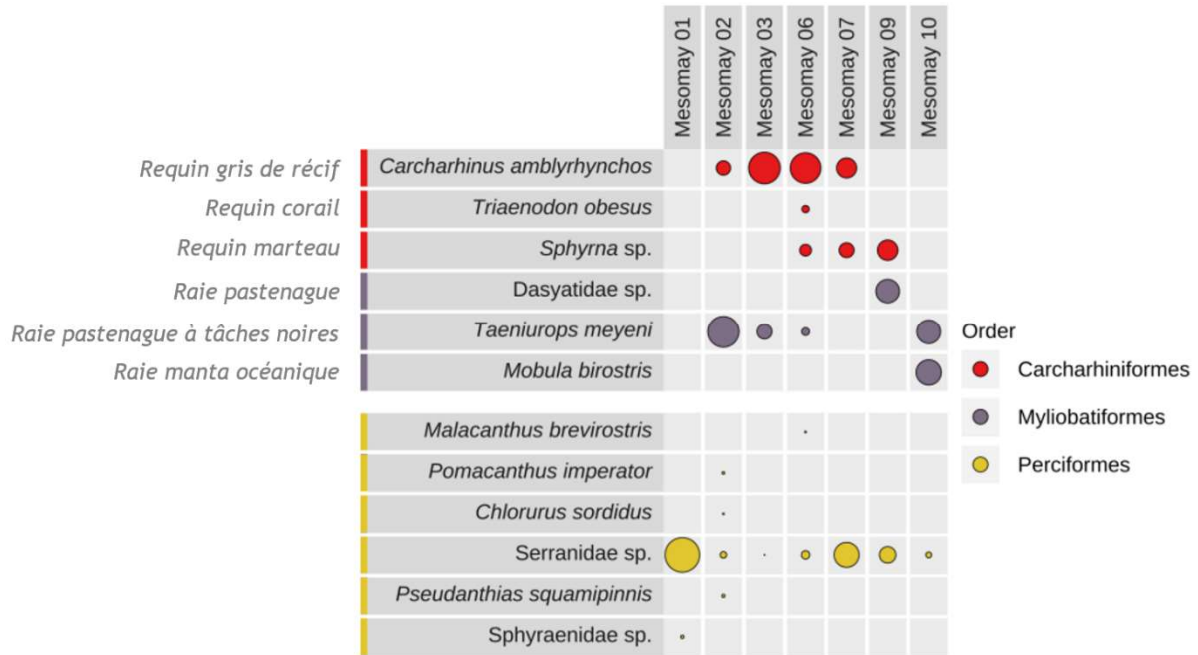 Mesomay 01
Mesomay 02
Mesomay 03
Mesomay 06
Mesomay 07
Mesomay 09
Mesomay 10
Requin gris de récif Carcharhinus amblyrhynchos
Requin corail Triaenodon obesus
Requin marteau Sphyrna sp.
Raie pastenague Dasyatidae sp.
Raie pastenague à tâches noires Taeniurops meyeni
Raie manta océanique Mobula birostris
Malacanthus brevirostris
Pomacanthus imperator
Chlorurus sordidus
Serranidae sp.
Pseudanthias squamipinnis
Sphyraenidae sp.
Order
Carcharhiniformes
Myliobatiformes
Perciformes